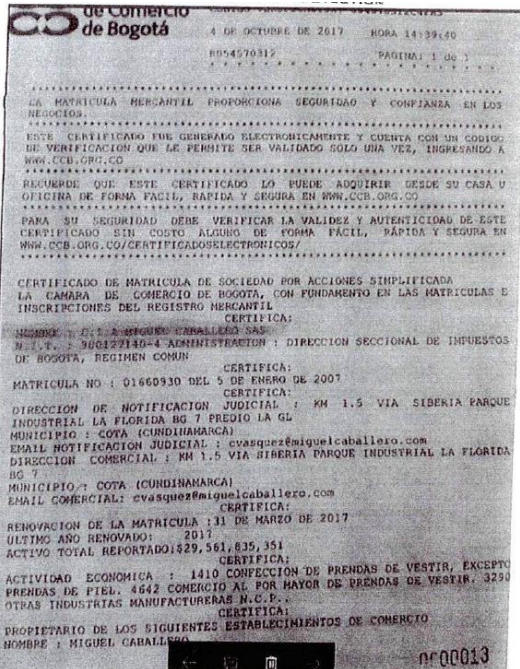 de Comercio
de Bogotá
4 DE OCTUBRE DE 2017 HORA 14:39:40
R054570312 PAGINA: 1 de 1
LA MATRICULA MERCANTIL PROPORCIONA SEGURIDAD Y CONFIANZA EN LOS
NEGOCIOS.
ESTE CERTIFICADO FUE GENERADO ELECTRONICAMENTE Y CUENTA CON UN CODIGO
DE VERIFICACION QUE LE PERMITE SER VALIDADO SOLO UNA VEZ, INGRESANDO A
WWW.CCB.ORG.CO
RECUERDE QUE ESTE CERTIFICADO LO PUEDE ADQUIRIR DESDE SU CASA U
OFICINA DE FORMA FACIL, RAPIDA Y SEGURA EN WWW.CCB.ORG.CO
PARA SU SEGURIDAD DEBE VERIFICAR LA VALIDEZ Y AUTENTICIDAD DE ESTE
CERTIFICADO SIN COSTO ALGUNO DE FORMA FÁCIL, RÁPIDA Y SEGURA EN
WWW.CCB.ORG.CO/CERTIFICADOSELECTRONICOS/
CERTIFICADO DE MATRICULA DE SOCIEDAD POR ACCIONES SIMPLIFICADA
LA CAMARA DE COMERCIO DE BOGOTA, CON FUNDAMENTO EN LAS MATRICULAS E
INSCRIPCIONES DEL REGISTRO MERCANTIL
CERTIFICA:
NOMBRE : C.I.A MIGUEL CABALLERO SAS
N.I.T. : 900127140-4 ADMINISTRACION : DIRECCION SECCIONAL DE IMPUESTOS
DE BOGOTA, REGIMEN COMUN
CERTIFICA:
MATRICULA NO : 01660930 DEL 5 DE ENERO DE 2007
CERTIFICA:
DIRECCION DE NOTIFICACION JUDICIAL : KM 1.5 VIA SIBERIA PARQUE
INDUSTRIAL LA FLORIDA BG 7 PREDIO LA GL
MUNICIPIO : COTA (CUNDINAMARCA)
EMAIL NOTIFICACION JUDICIAL : cvasquez@miguelcaballero.com
DIRECCION COMERCIAL : KM 1.5 VIA SIBERIA PARQUE INDUSTRIAL LA FLORIDA
BG 7
MUNICIPIO : COTA (CUNDINAMARCA)
EMAIL COMERCIAL: cvasquez@miguelcaballero.com
CERTIFICA:
RENOVACION DE LA MATRICULA :31 DE MARZO DE 2017
ULTIMO AÑO RENOVADO: 2017
ACTIVO TOTAL REPORTADO:$29,561,835,351
CERTIFICA:
ACTIVIDAD ECONOMICA : 1410 CONFECCION DE PRENDAS DE VESTIR, EXCEPTO
PRENDAS DE PIEL. 4642 COMERCIO AL POR MAYOR DE PRENDAS DE VESTIR. 3290
OTRAS INDUSTRIAS MANUFACTURERAS N.C.P..
CERTIFICA:
PROPIETARIO DE LOS SIGUIENTES ESTABLECIMIENTOS DE COMERCIO
NOMBRE : MIGUEL CABALLERO
0000013